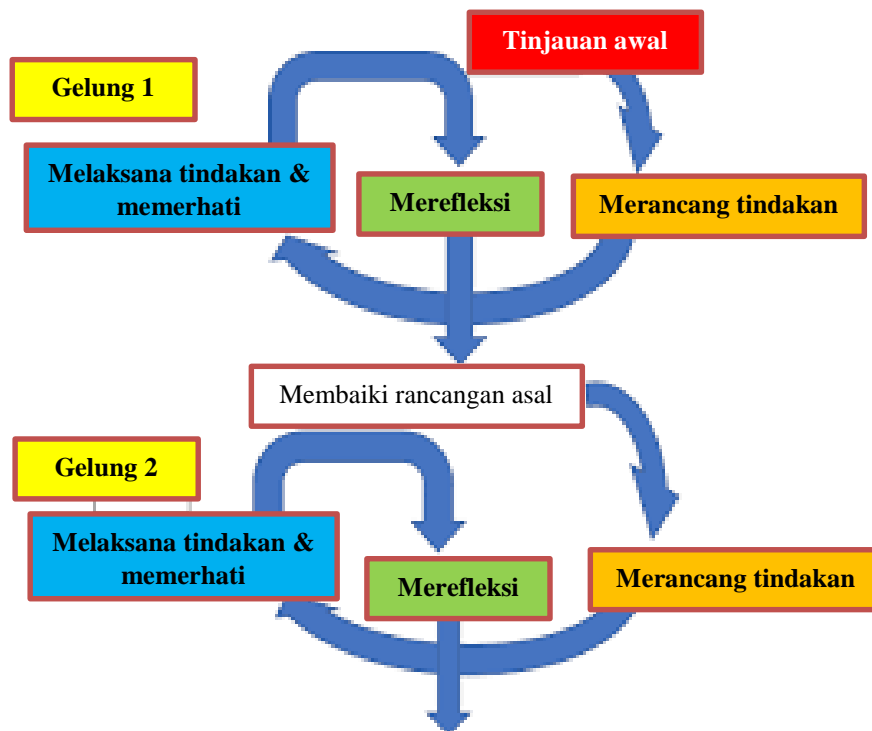 Tinjauan awal
Gelung 1
Melaksana tindakan &
memerhati
Merefleksi
Merancang tindakan
Membaiki rancangan asal
Gelung 2
Melaksana tindakan &
memerhati
Merefleksi
Merancang tindakan